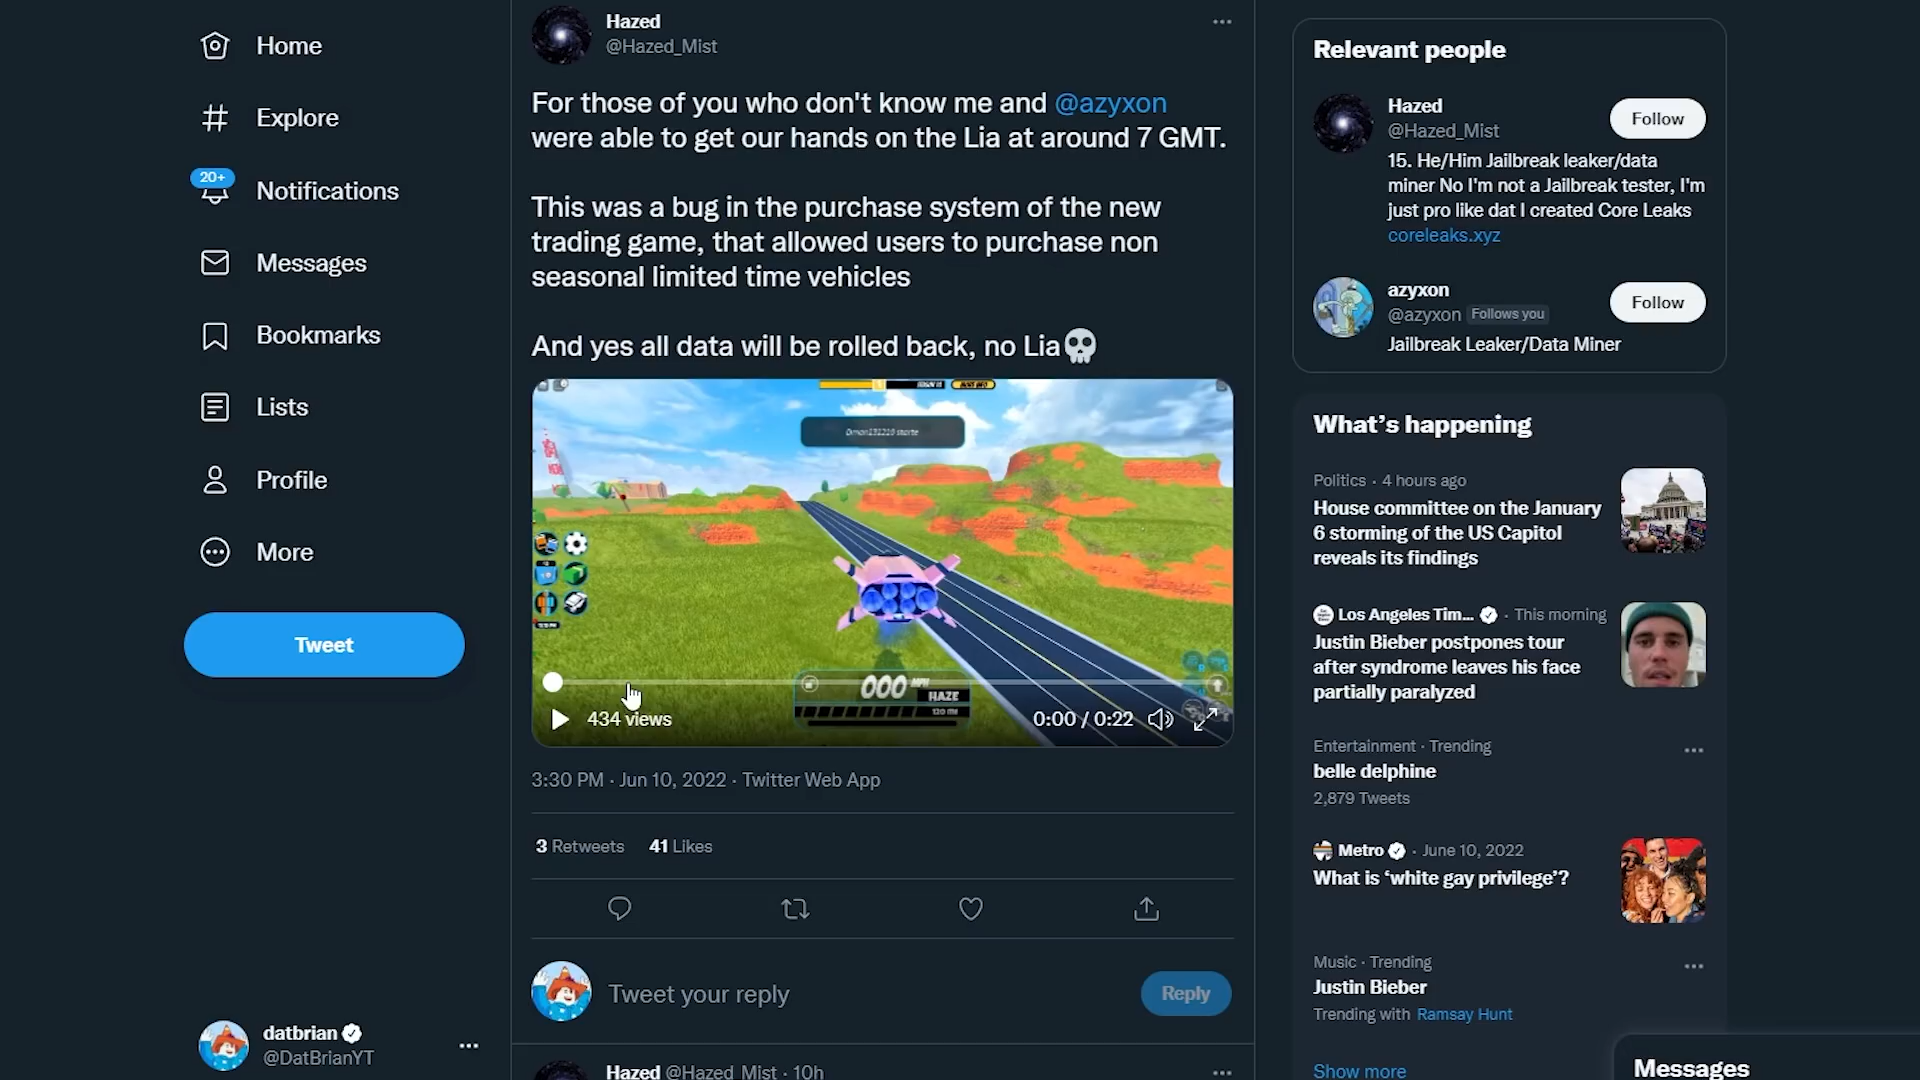 Home
Explore
20+
Notifications
Messages
Bookmarks
Lists
Profile
More
Tweet
datbrian
@DatBrianYT
Hazed
@Hazed_Mist
For those of you who don't know me and @azyxon
were able to get our hands on the Lia at around 7 GMT.
This was a bug in the purchase system of the new
trading game, that allowed users to purchase non
seasonal limited time vehicles
And yes all data will be rolled back, no Lia💀
000 MPH
HAZE
434 views
0:00 / 0:22
3:30 PM · Jun 10, 2022 · Twitter Web App
3 Retweets 41 Likes
Tweet your reply
Reply
Hazed @Hazed_Mist · 10h
Relevant people
Hazed
@Hazed_Mist
Follow
15. He/Him Jailbreak leaker/data
miner No I'm not a Jailbreak tester, I'm
just pro like dat I created Core Leaks
coreleaks.xyz
azyxon
@azyxon Follows you
Follow
Jailbreak Leaker/Data Miner
What's happening
Politics · 4 hours ago
House committee on the January
6 storming of the US Capitol
reveals its findings
Los Angeles Tim... · This morning
Justin Bieber postpones tour
after syndrome leaves his face
partially paralyzed
Entertainment · Trending
belle delphine
2,879 Tweets
Metro · June 10, 2022
What is ‘white gay privilege’?
Music · Trending
Justin Bieber
Trending with Ramsay Hunt
Show more
Messages